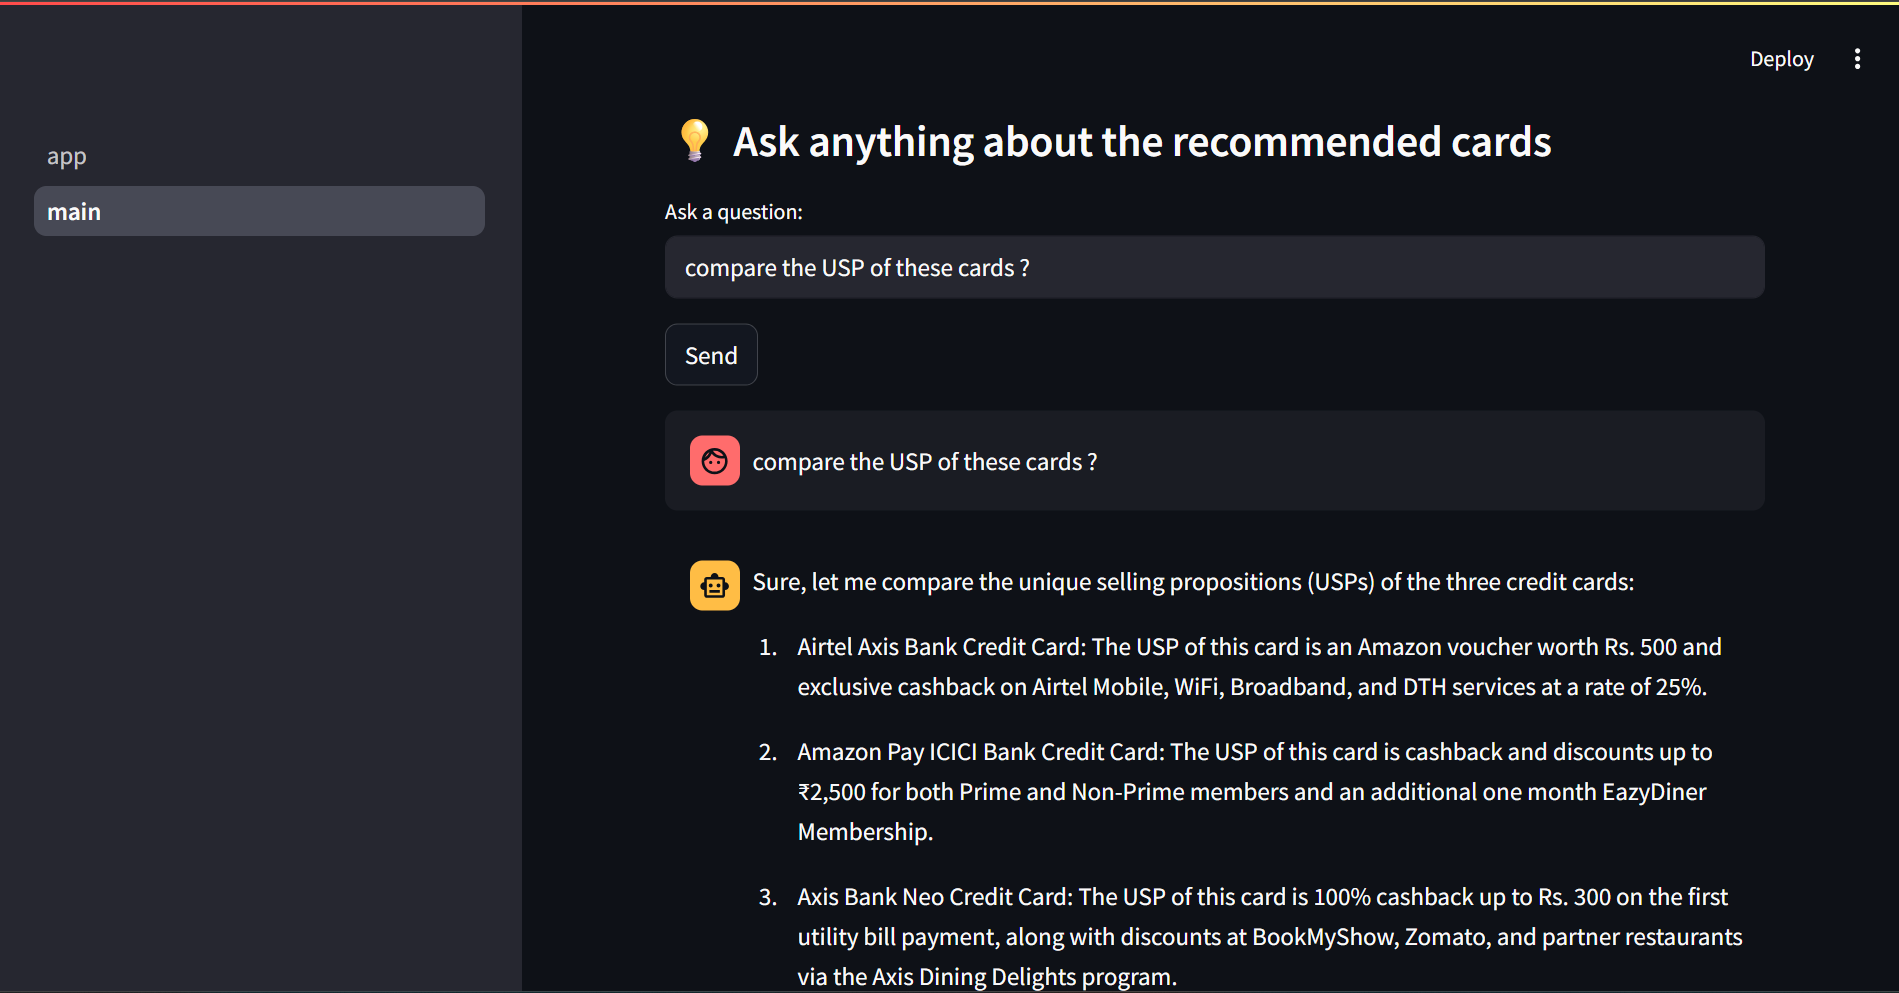 Deploy
app
main
Ask anything about the recommended cards
Ask a question:
compare the USP of these cards ?
Send
compare the USP of these cards ?
Sure, let me compare the unique selling propositions (USPs) of the three credit cards:
1. Airtel Axis Bank Credit Card: The USP of this card is an Amazon voucher worth Rs. 500 and
exclusive cashback on Airtel Mobile, WiFi, Broadband, and DTH services at a rate of 25%.
2. Amazon Pay ICICI Bank Credit Card: The USP of this card is cashback and discounts up to
₹2,500 for both Prime and Non-Prime members and an additional one month EazyDiner
Membership.
3. Axis Bank Neo Credit Card: The USP of this card is 100% cashback up to Rs. 300 on the first
utility bill payment, along with discounts at BookMyShow, Zomato, and partner restaurants
via the Axis Dining Delights program.